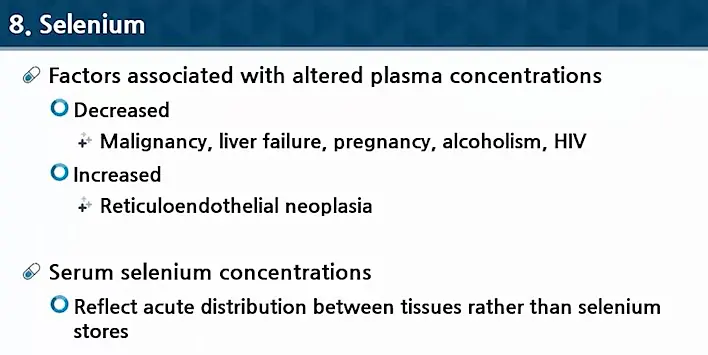 8. Selenium
Factors associated with altered plasma concentrations
Decreased
Malignancy, liver failure, pregnancy, alcoholism, HIV
Increased
Reticuloendothelial neoplasia
Serum selenium concentrations
Reflect acute distribution between tissues rather than selenium
stores